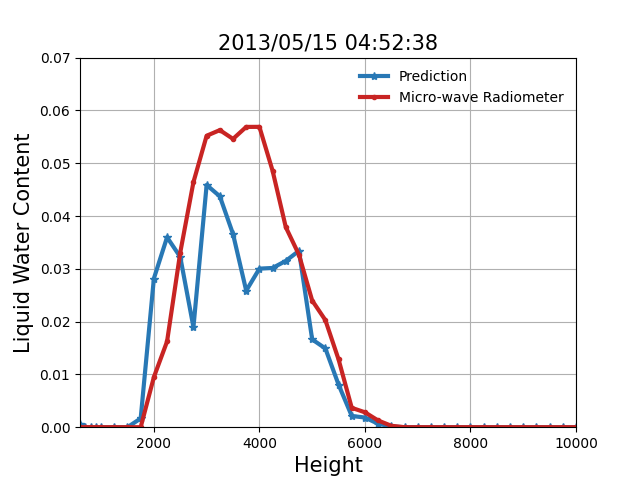 2013/05/15 04:52:38
Prediction
Micro-wave Radiometer
0.07
0.06
0.05
0.04
0.03
0.02
0.01
0.00
Liquid Water Content
2000 4000 6000 8000 10000
Height